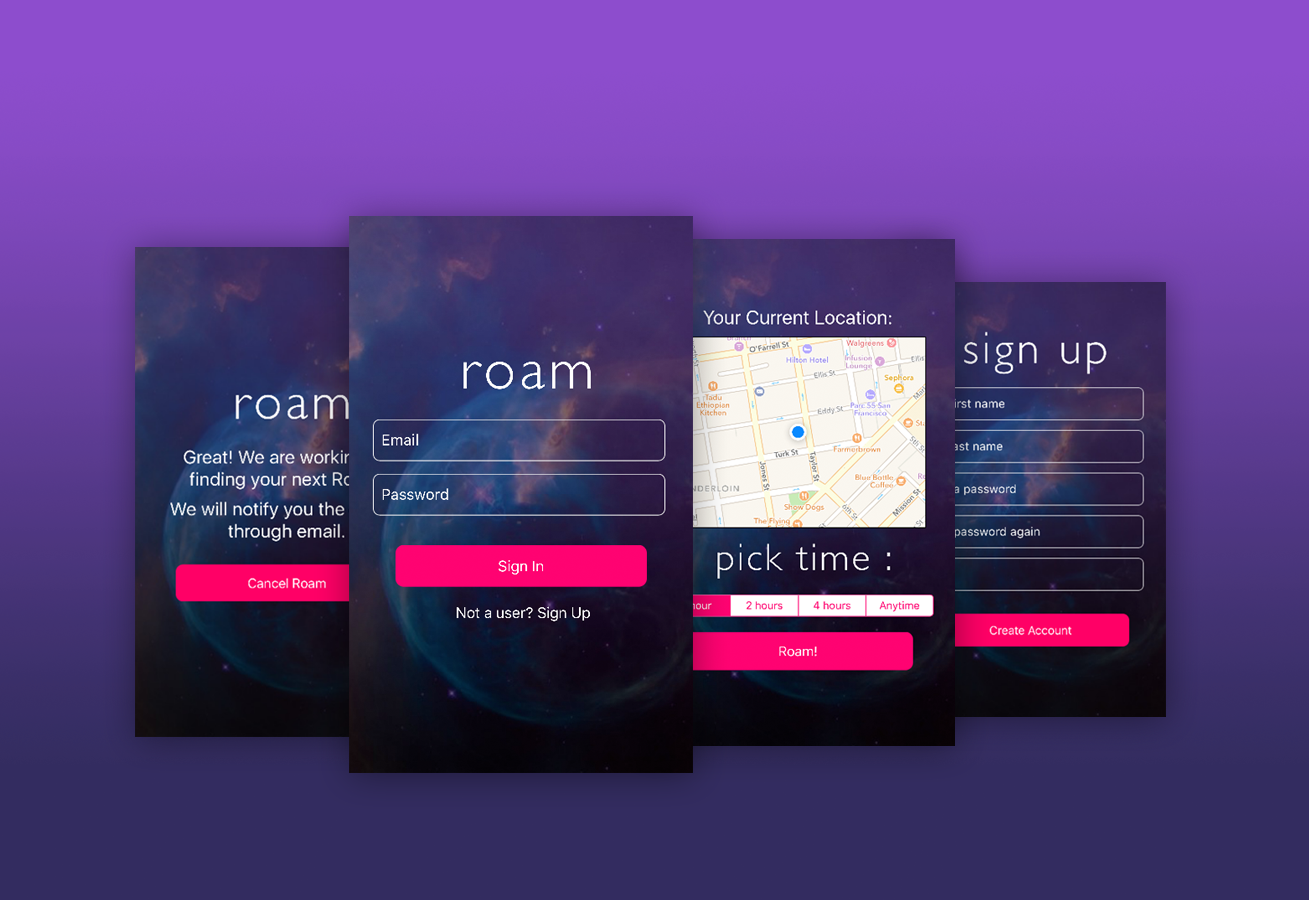 roam
Great! We are workin
finding your next Ro
We will notify you the
through email.
Cancel Roam
roam
Email
Password
Sign In
Not a user? Sign Up
Your Current Location:
O'Farrell St
Walgreens
Hilton Hotel
Infusion
Lounge
Ellis St
Sephora
Tadu
Ethiopian
Kitchen
Parc 55 San
Francisco
Eddy St
Farmerbrown
Turk St
Jones St
Taylor St
5th S
Blue Bottle
Coffee
NDERLOIN
Show Dogs
6th St
Mission St
The Flying
pick time :
hour
2 hours
4 hours
Anytime
Roam!
sign up
irst name
ast name
a password
password again
Create Account